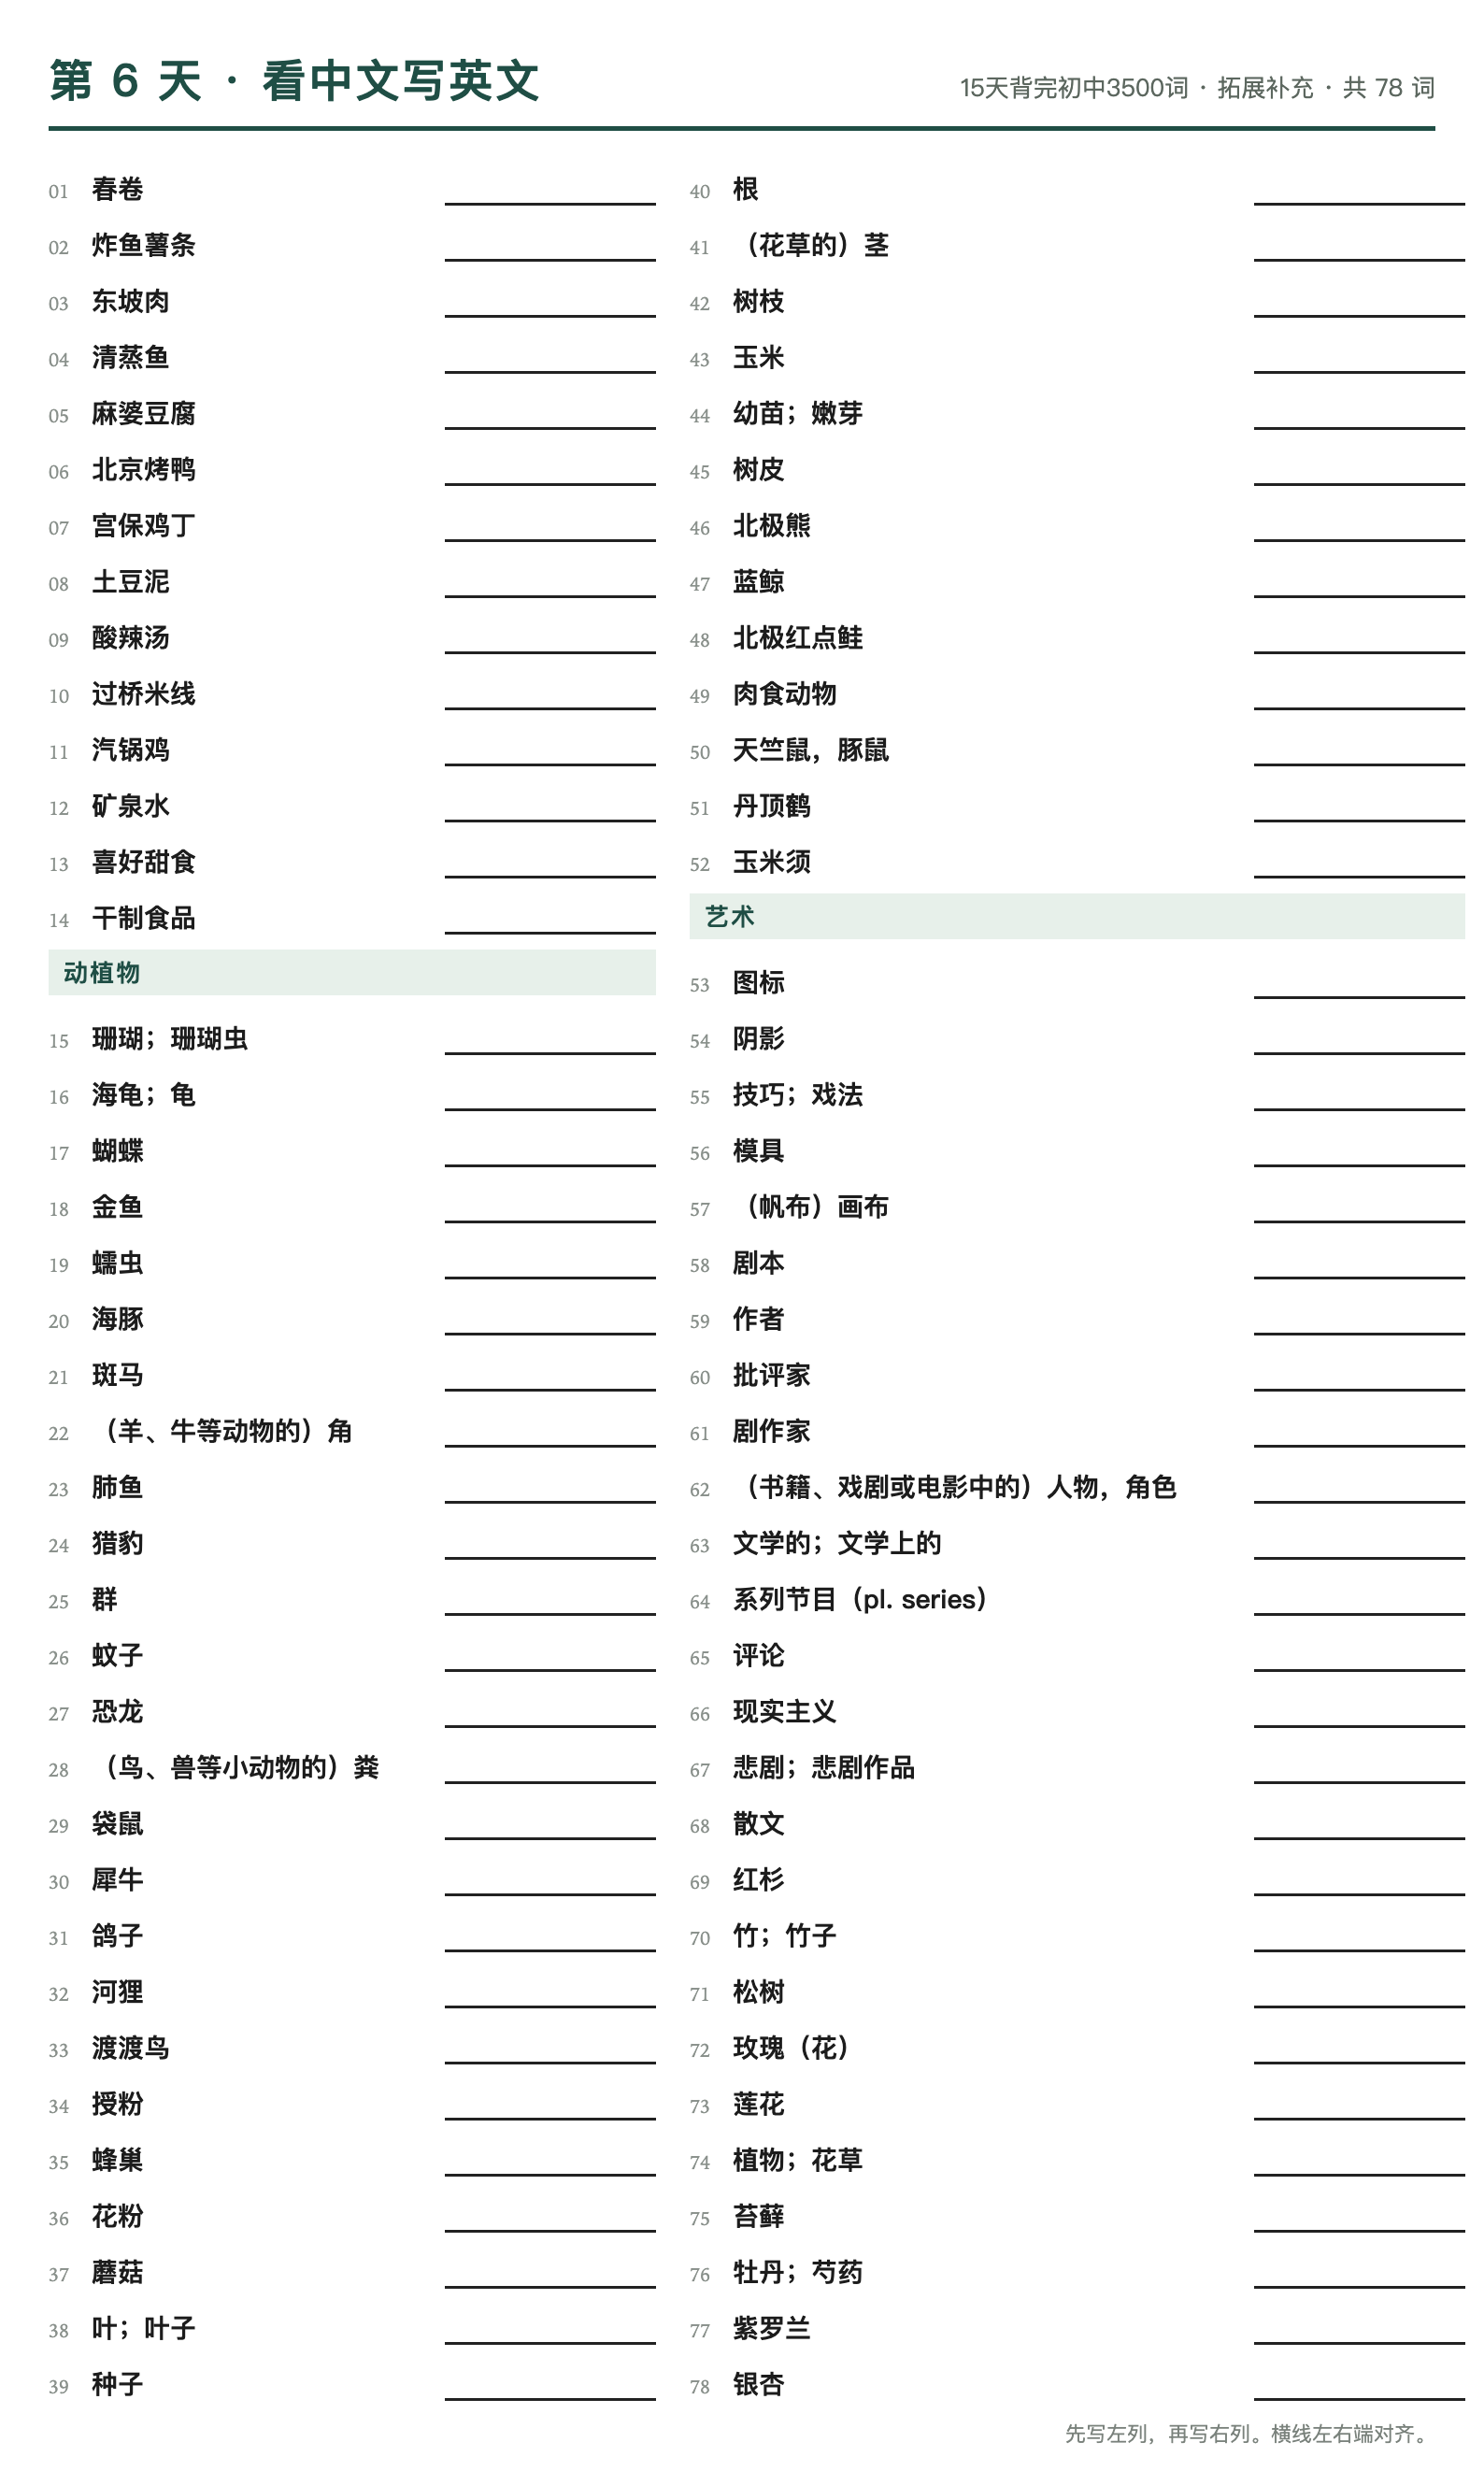 第 6 天 · 看中文写英文
15天背完初中3500词 · 拓展补充 · 共 78 词
01 春卷
02 炸鱼薯条
03 东坡肉
04 清蒸鱼
05 麻婆豆腐
06 北京烤鸭
07 宫保鸡丁
08 土豆泥
09 酸辣汤
10 过桥米线
11 汽锅鸡
12 矿泉水
13 喜好甜食
14 干制食品
动植物
15 珊瑚；珊瑚虫
16 海龟；龟
17 蝴蝶
18 金鱼
19 蠕虫
20 海豚
21 斑马
22 （羊、牛等动物的）角
23 肺鱼
24 猎豹
25 群
26 蚊子
27 恐龙
28 （鸟、兽等小动物的）粪
29 袋鼠
30 犀牛
31 鸽子
32 河狸
33 渡渡鸟
34 授粉
35 蜂巢
36 花粉
37 蘑菇
38 叶；叶子
39 种子
40 根
41 （花草的）茎
42 树枝
43 玉米
44 幼苗；嫩芽
45 树皮
46 北极熊
47 蓝鲸
48 北极红点鲑
49 肉食动物
50 天竺鼠，豚鼠
51 丹顶鹤
52 玉米须
艺术
53 图标
54 阴影
55 技巧；戏法
56 模具
57 （帆布）画布
58 剧本
59 作者
60 批评家
61 剧作家
62 （书籍、戏剧或电影中的）人物，角色
63 文学的；文学上的
64 系列节目（pl. series）
65 评论
66 现实主义
67 悲剧；悲剧作品
68 散文
69 红杉
70 竹；竹子
71 松树
72 玫瑰（花）
73 莲花
74 植物；花草
75 苔藓
76 牡丹；芍药
77 紫罗兰
78 银杏
先写左列，再写右列。横线左右端对齐。